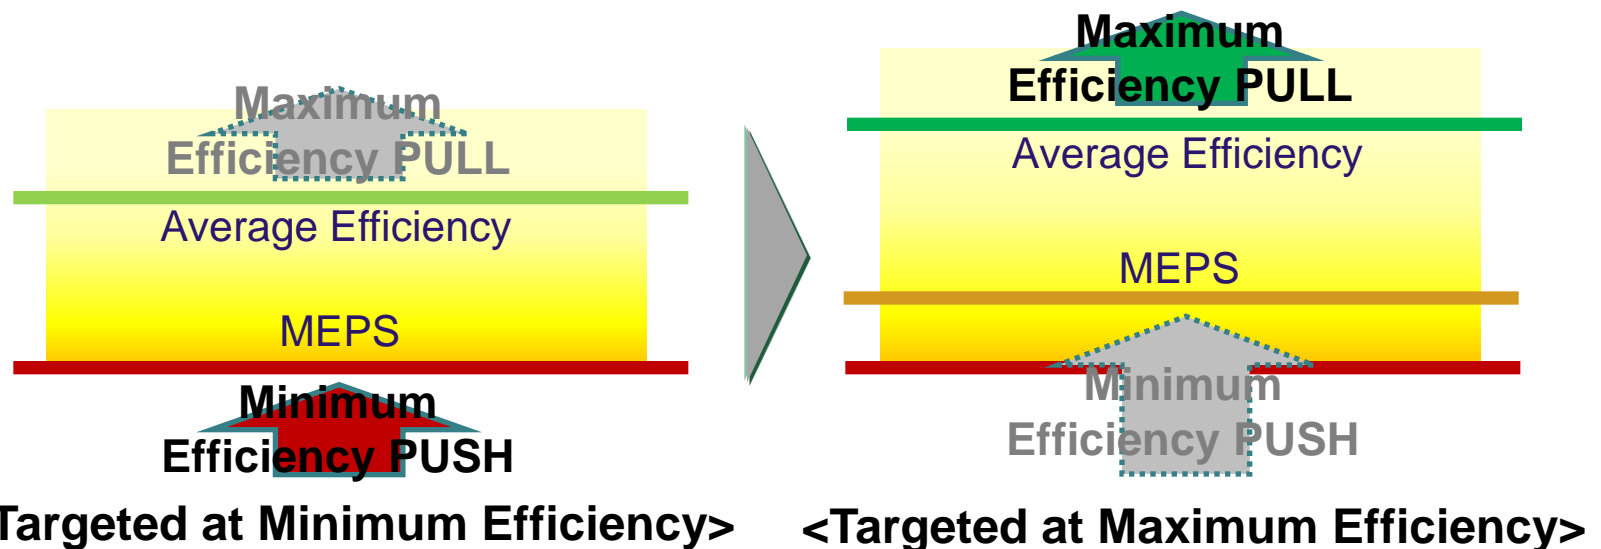 Maximum
Efficiency PULL
Average Efficiency
MEPS
Minimum
Efficiency PUSH
Targeted at Minimum Efficiency>
Maximum
Efficiency PULL
Average Efficiency
MEPS
Minimum
Efficiency PUSH
<Targeted at Maximum Efficiency>